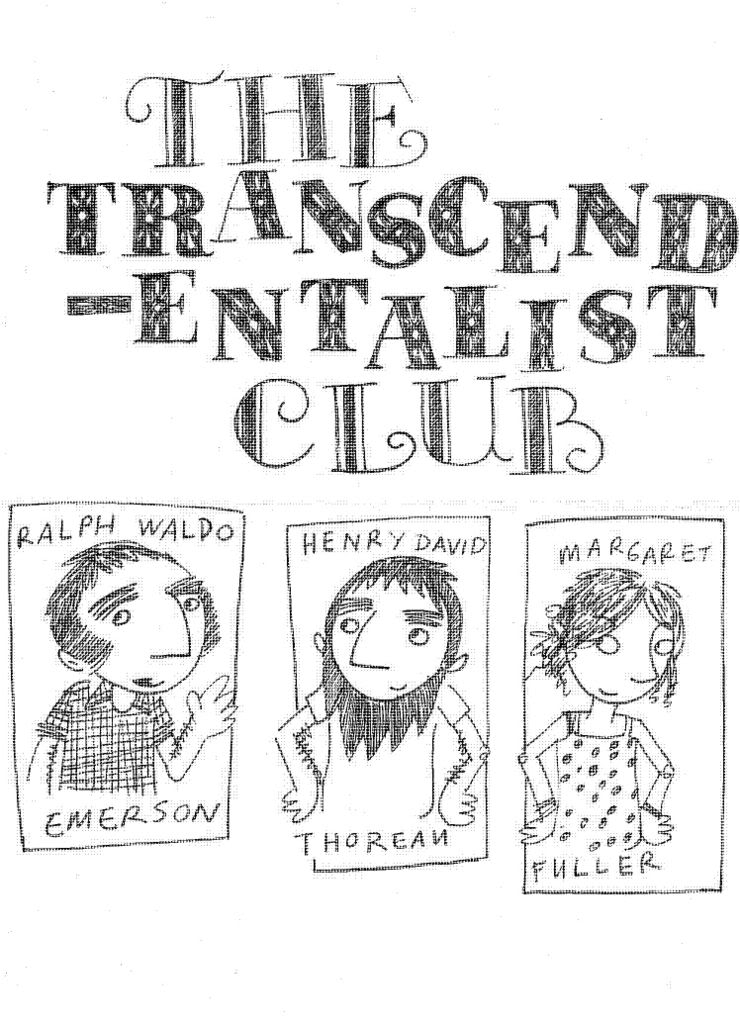 THE
TRANSCEND
-ENTALIST
CLUB
RALPH WALDO
EMERSON
HENRY DAVID
THOREAU
MARGARET
FULLER